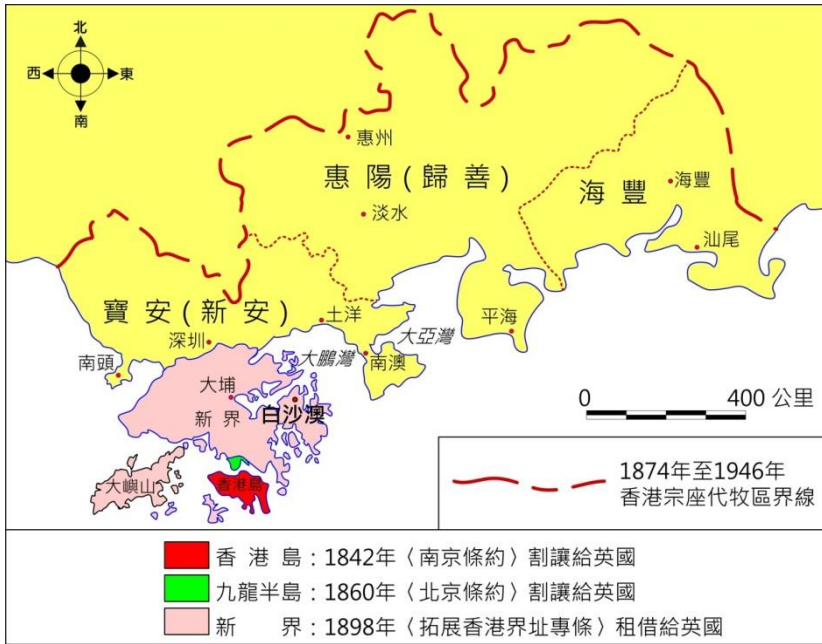 北
西 東
南
惠州
惠 陽 ( 歸 善 )
海 豐
海豐
淡水
汕尾
寶 安 ( 新 安 )
土洋
大亞灣
平海
深圳
大鵬灣
南澳
南頭
大埔
白沙澳
新 界
大嶼山
香港島
0 400 公里
1874年至1946年
香港宗座代牧區界線
香 港 島：1842年〈南京條約〉割讓給英國
九龍半島：1860年〈北京條約〉割讓給英國
新 界：1898年〈拓展香港界址專條〉租借給英國